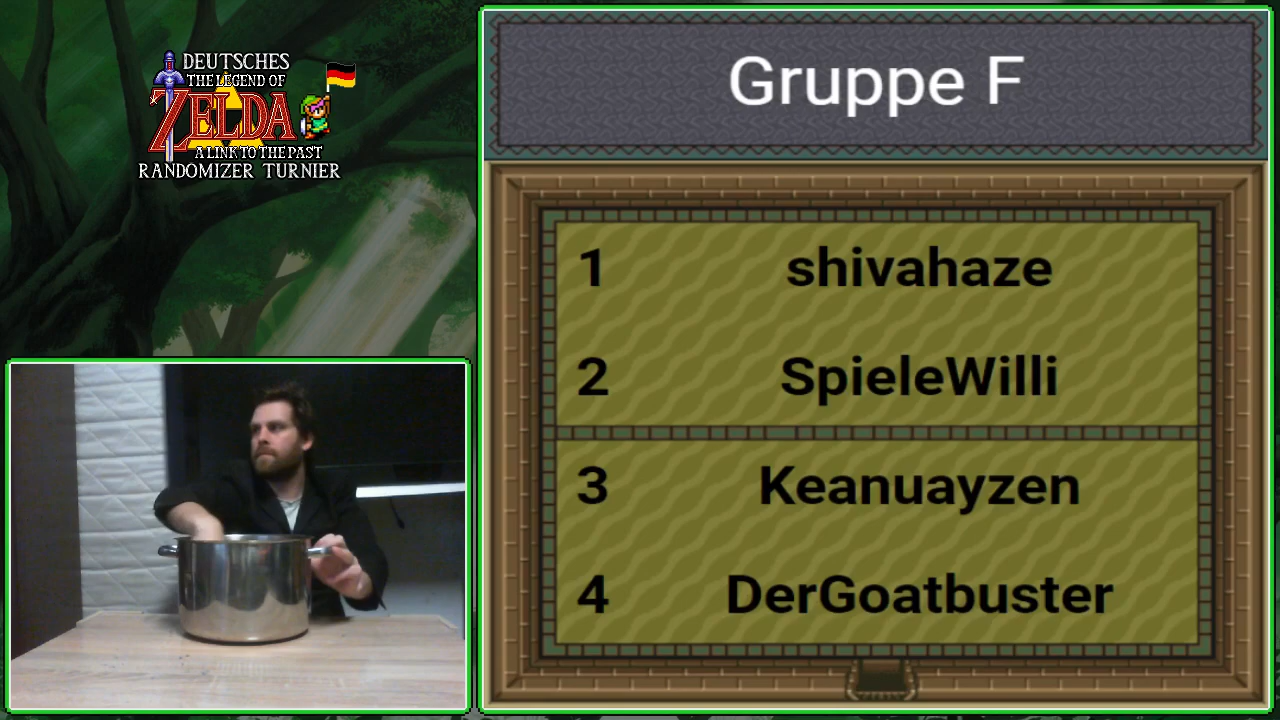 DEUTSCHES
THE LEGEND OF
ZELDA
A LINK TO THE PAST
RANDOMIZER TURNIER
Gruppe F
1 shivahaze
2 SpieleWilli
3 Keanuayzen
4 DerGoatbuster